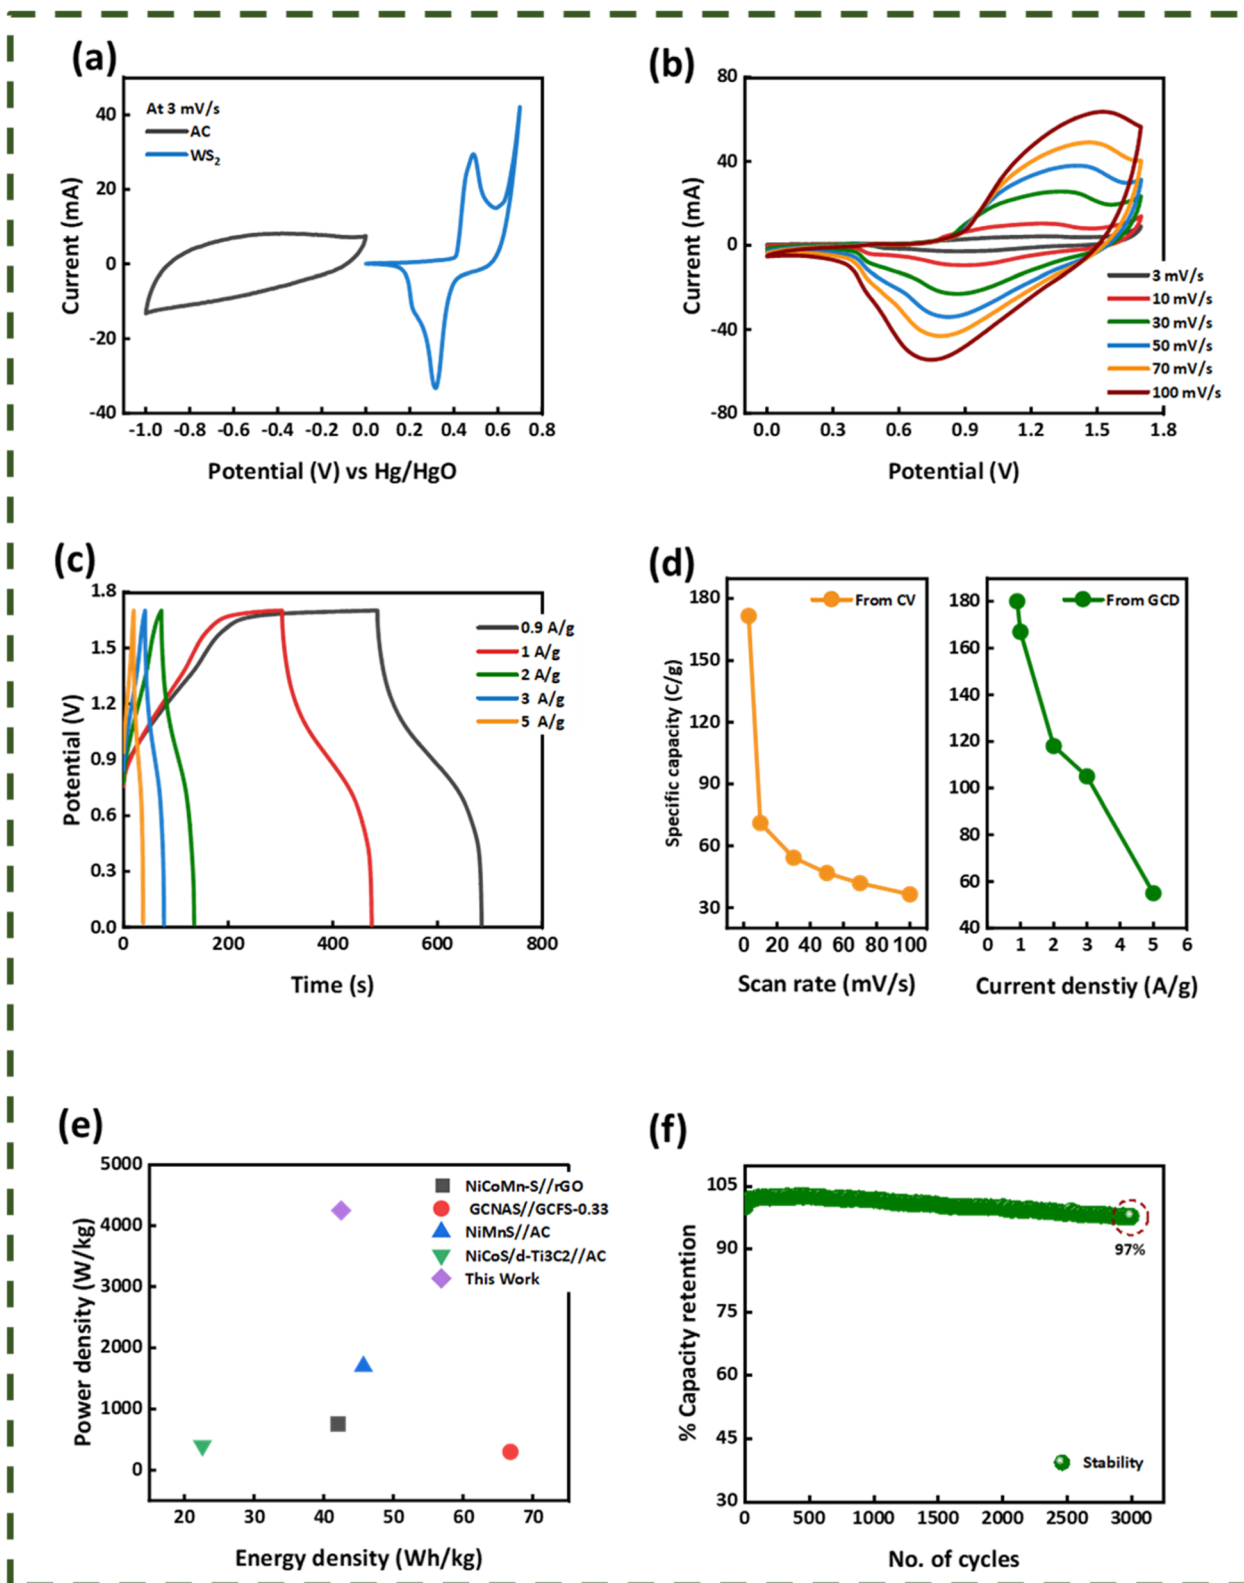 (a)
At 3 mV/s
AC
WS2
40
20
0
-20
-40
-1.0 -0.8 -0.6 -0.4 -0.2 0.0 0.2 0.4 0.6 0.8
Current (mA)
Potential (V) vs Hg/HgO
(b)
80
40
0
-40
-80
0.0 0.3 0.6 0.9 1.2 1.5 1.8
3 mV/s
10 mV/s
30 mV/s
50 mV/s
70 mV/s
100 mV/s
Current (mA)
Potential (V)
(c)
1.8
1.5
1.2
0.9
0.6
0.3
0.0
0 200 400 600 800
0.9 A/g
1 A/g
2 A/g
3 A/g
5 A/g
Potential (V)
Time (s)
(d)
180
150
120
90
60
30
0 20 40 60 80 100
From CV
Specific capacity (C/g)
Scan rate (mV/s)
180
160
140
120
100
80
60
40
0 1 2 3 4 5 6
From GCD
Current denstiy (A/g)
(e)
5000
4000
3000
2000
1000
0
20 30 40 50 60 70
NiCoMn-S//rGO
GCNAS//GCFS-0.33
NiMnS//AC
NiCoS/d-Ti3C2//AC
This Work
Power density (W/kg)
Energy density (Wh/kg)
(f)
105
90
75
60
45
30
0 500 1000 1500 2000 2500 3000
97%
Stability
% Capacity retention
No. of cycles